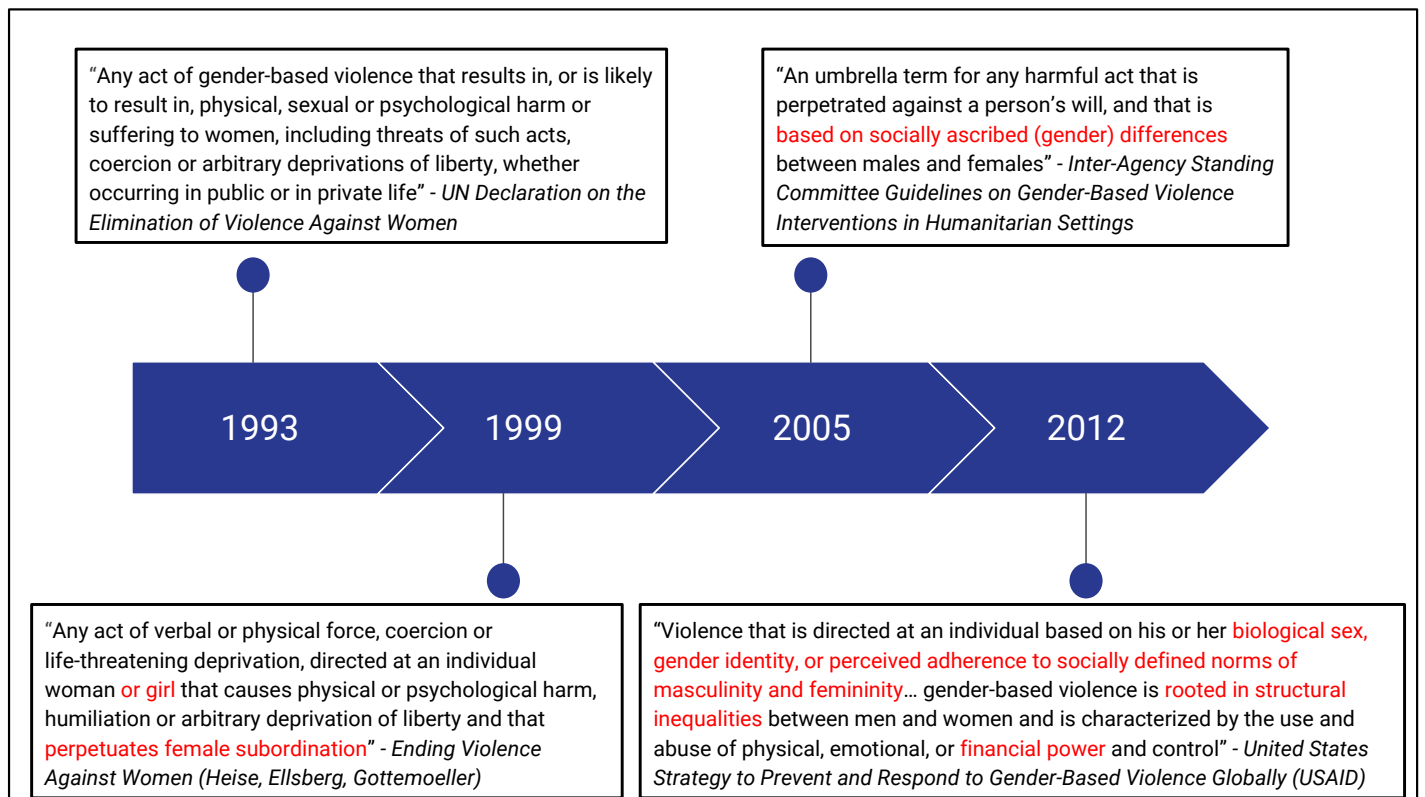 “Any act of gender-based violence that results in, or is likely
to result in, physical, sexual or psychological harm or
suffering to women, including threats of such acts,
coercion or arbitrary deprivations of liberty, whether
occurring in public or in private life” - UN Declaration on the
Elimination of Violence Against Women
“An umbrella term for any harmful act that is
perpetrated against a person’s will, and that is
based on socially ascribed (gender) differences
between males and females” - Inter-Agency Standing
Committee Guidelines on Gender-Based Violence
Interventions in Humanitarian Settings
1993
1999
2005
2012
“Any act of verbal or physical force, coercion or
life-threatening deprivation, directed at an individual
woman or girl that causes physical or psychological harm,
humiliation or arbitrary deprivation of liberty and that
perpetuates female subordination” - Ending Violence
Against Women (Heise, Ellsberg, Gottemoeller)
“Violence that is directed at an individual based on his or her biological sex,
gender identity, or perceived adherence to socially defined norms of
masculinity and femininity… gender-based violence is rooted in structural
inequalities between men and women and is characterized by the use and
abuse of physical, emotional, or financial power and control” - United States
Strategy to Prevent and Respond to Gender-Based Violence Globally (USAID)